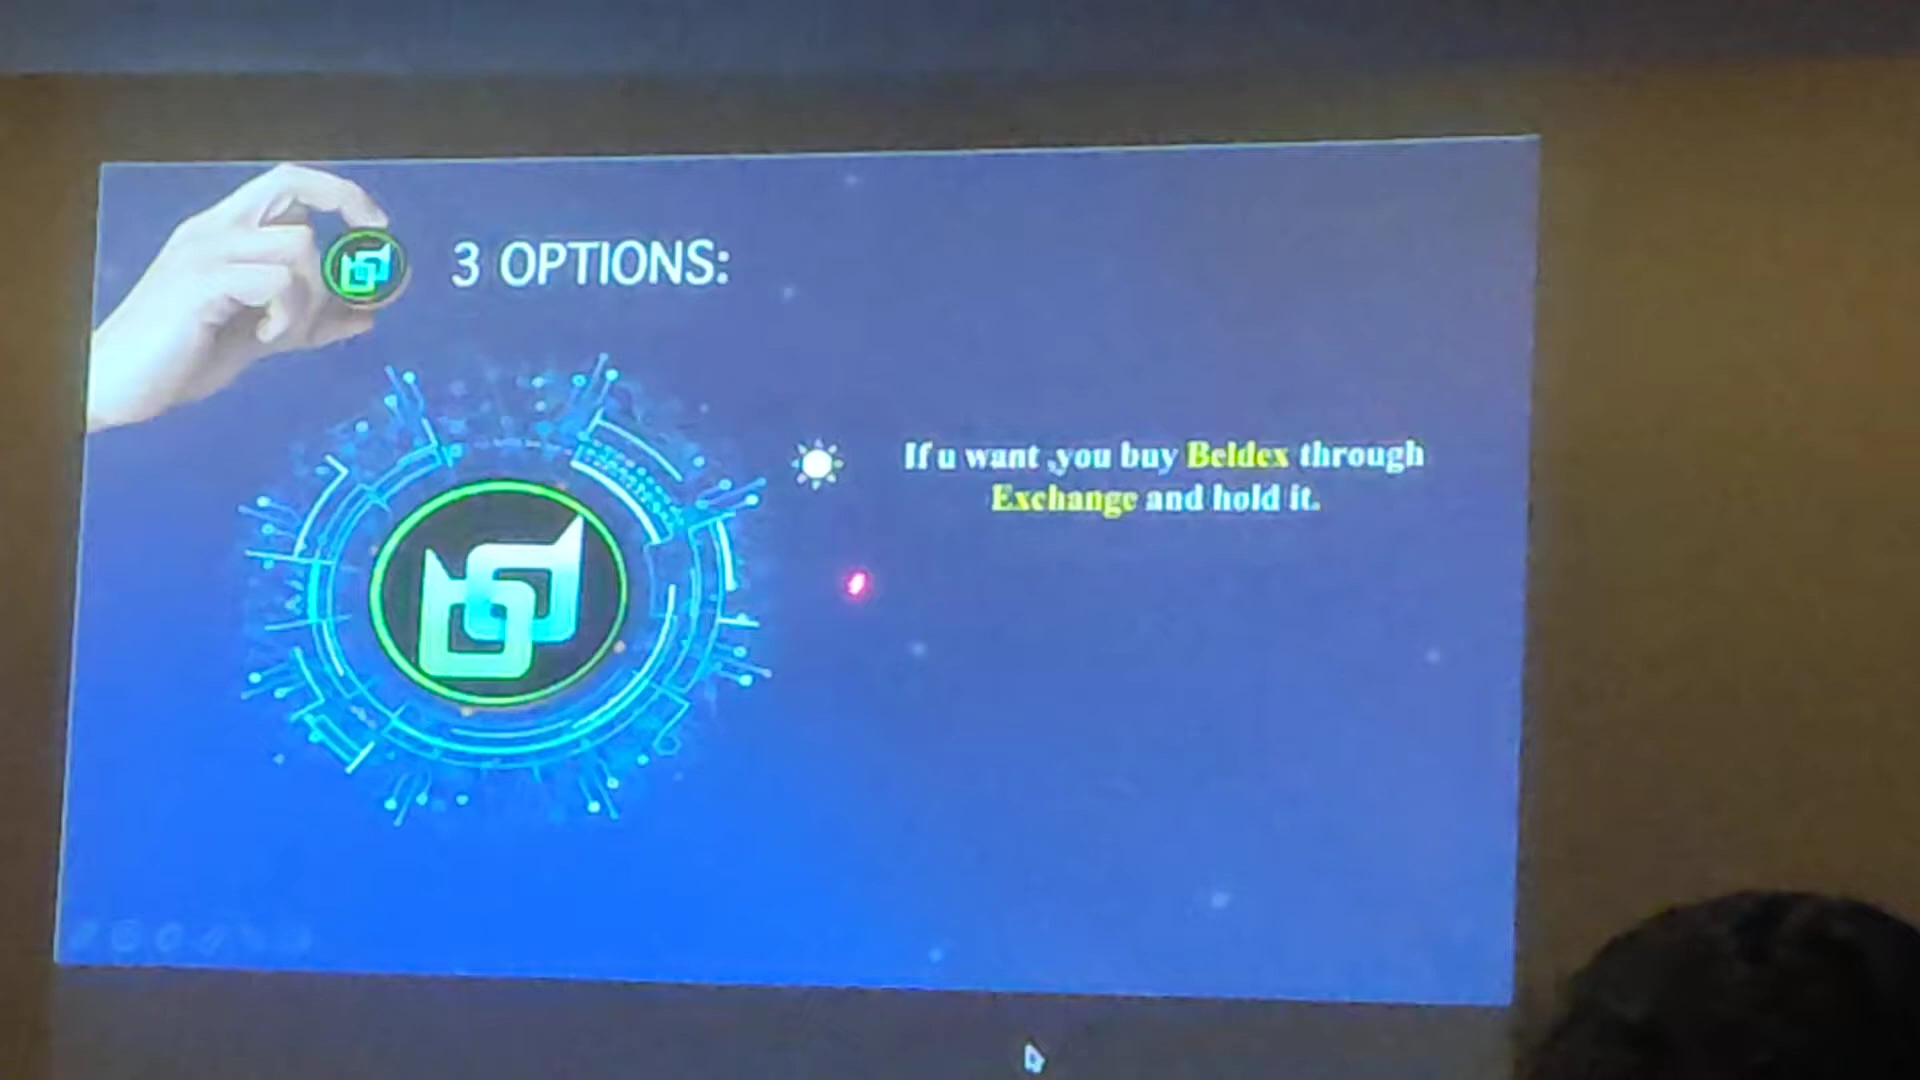 3 OPTIONS:
If u want ,you buy Beldex through
Exchange and hold it.